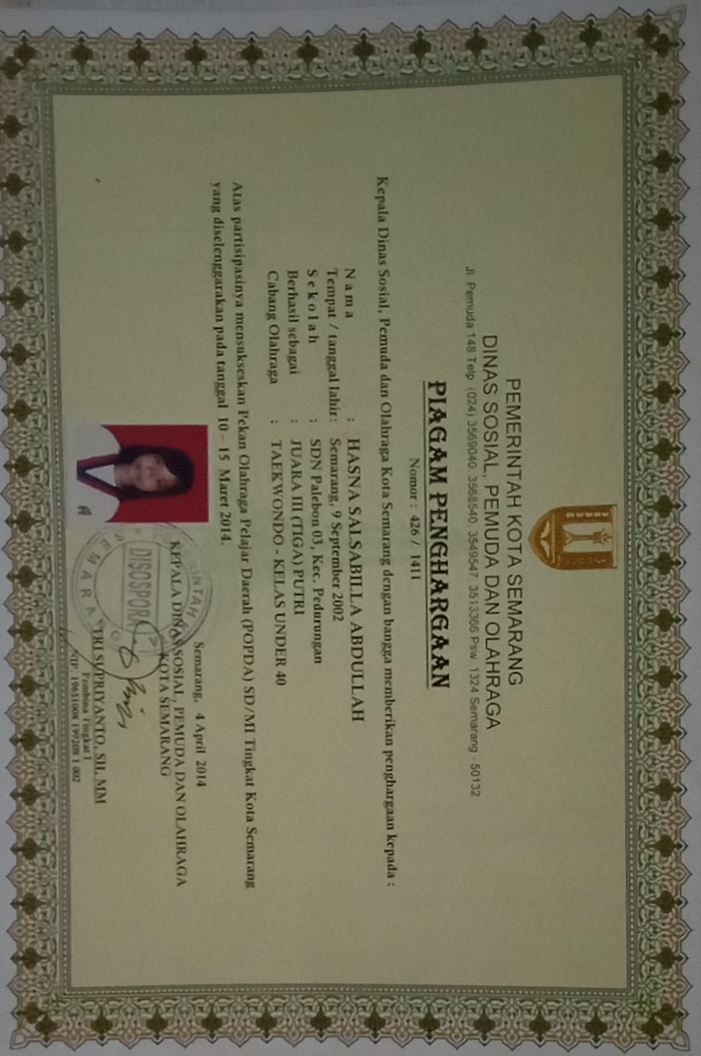 PEMERINTAH KOTA SEMARANG
DINAS SOSIAL, PEMUDA DAN OLAHRAGA
Jl. Pemuda 148 Telp. (024) 3569040, 3568540, 3549547, 3513366 Psw. 1324 Semarang - 50132
PIAGAM PENGHARGAAN
Nomor : 426 / 1411
Kepala Dinas Sosial, Pemuda dan Olahraga Kota Semarang dengan bangga memberikan penghargaan kepada :
N a m a : HASNA SALSABILLA ABDULLAH
Tempat / tanggal lahir : Semarang, 9 September 2002
S e k o l a h : SDN Palebon 03, Kec. Pedurungan
Berhasil sebagai : JUARA III (TIGA) PUTRI
Cabang Olahraga : TAEKWONDO - KELAS UNDER 40
Atas partisipasinya mensukseskan Pekan Olahraga Pelajar Daerah (POPDA) SD/MI Tingkat Kota Semarang
yang diselenggarakan pada tanggal 10 – 15 Maret 2014.
Semarang, 4 April 2014
KEPALA DINAS SOSIAL, PEMUDA DAN OLAHRAGA
KOTA SEMARANG
PEMERINTAH KOTA
DISOSPORA
SEMARANG
TRI SUPRIYANTO, SH, MM
Pembina Tingkat I
NIP. 19651008 199208 1 002